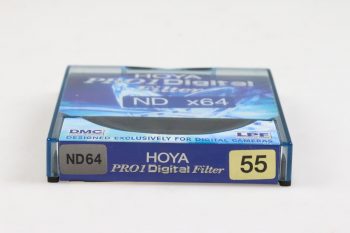 HOYA
PRO1 Digital
Filter
ND x64
DMC LPF
DESIGNED EXCLUSIVELY FOR DIGITAL CAMERAS
ND64 HOYA 55
PRO1 Digital Filter